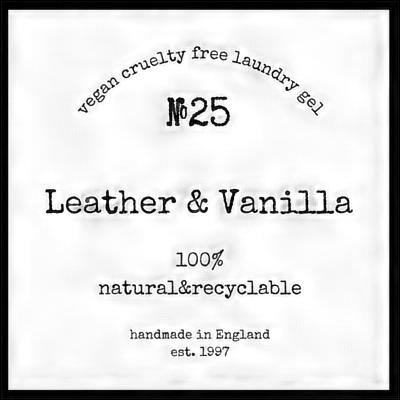 vegan cruelty free laundry gel
№25
Leather & Vanilla
100%
natural&recyclable
handmade in England
est. 1997